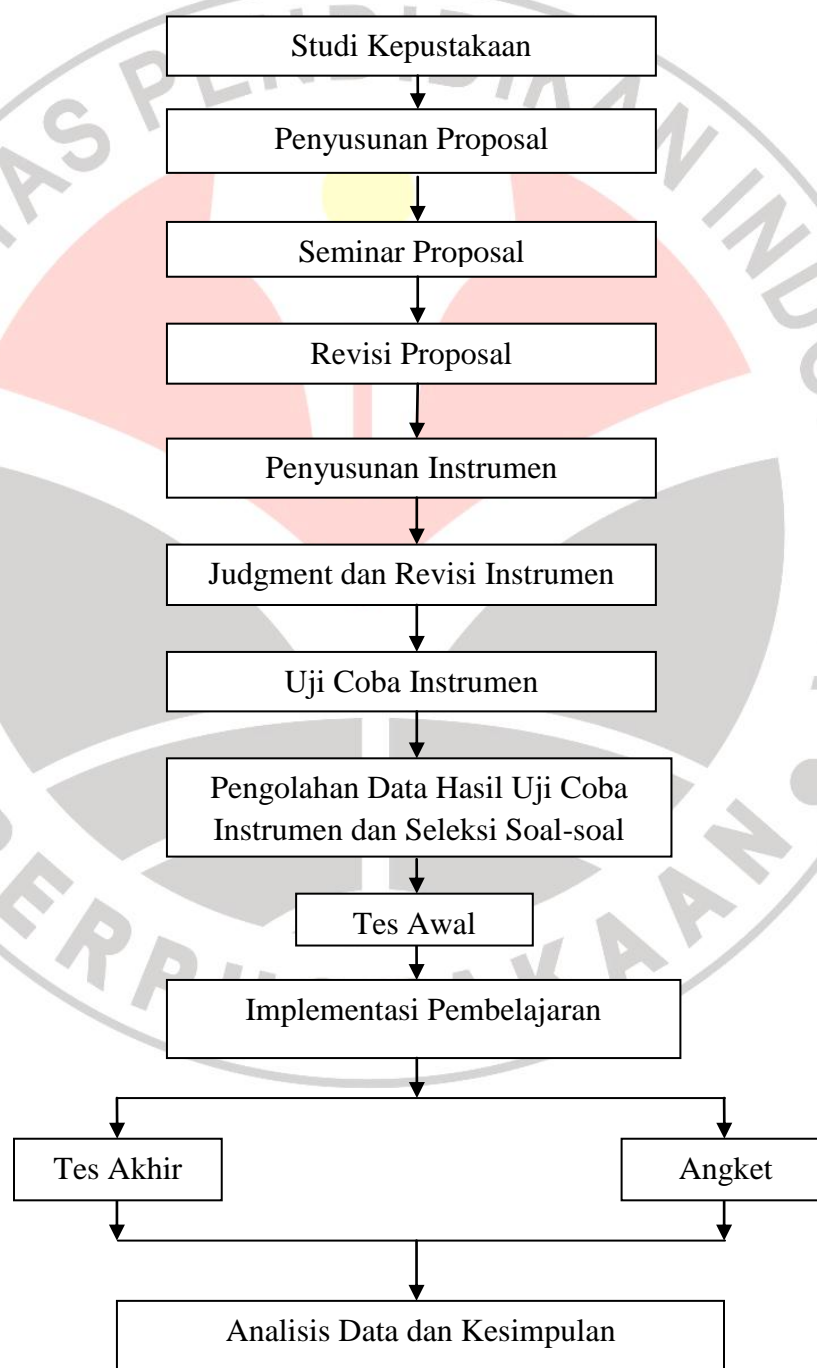 Studi Kepustakaan
Penyusunan Proposal
Seminar Proposal
Revisi Proposal
Penyusunan Instrumen
Judgment dan Revisi Instrumen
Uji Coba Instrumen
Pengolahan Data Hasil Uji Coba
Instrumen dan Seleksi Soal-soal
Tes Awal
Implementasi Pembelajaran
Tes Akhir
Angket
Analisis Data dan Kesimpulan